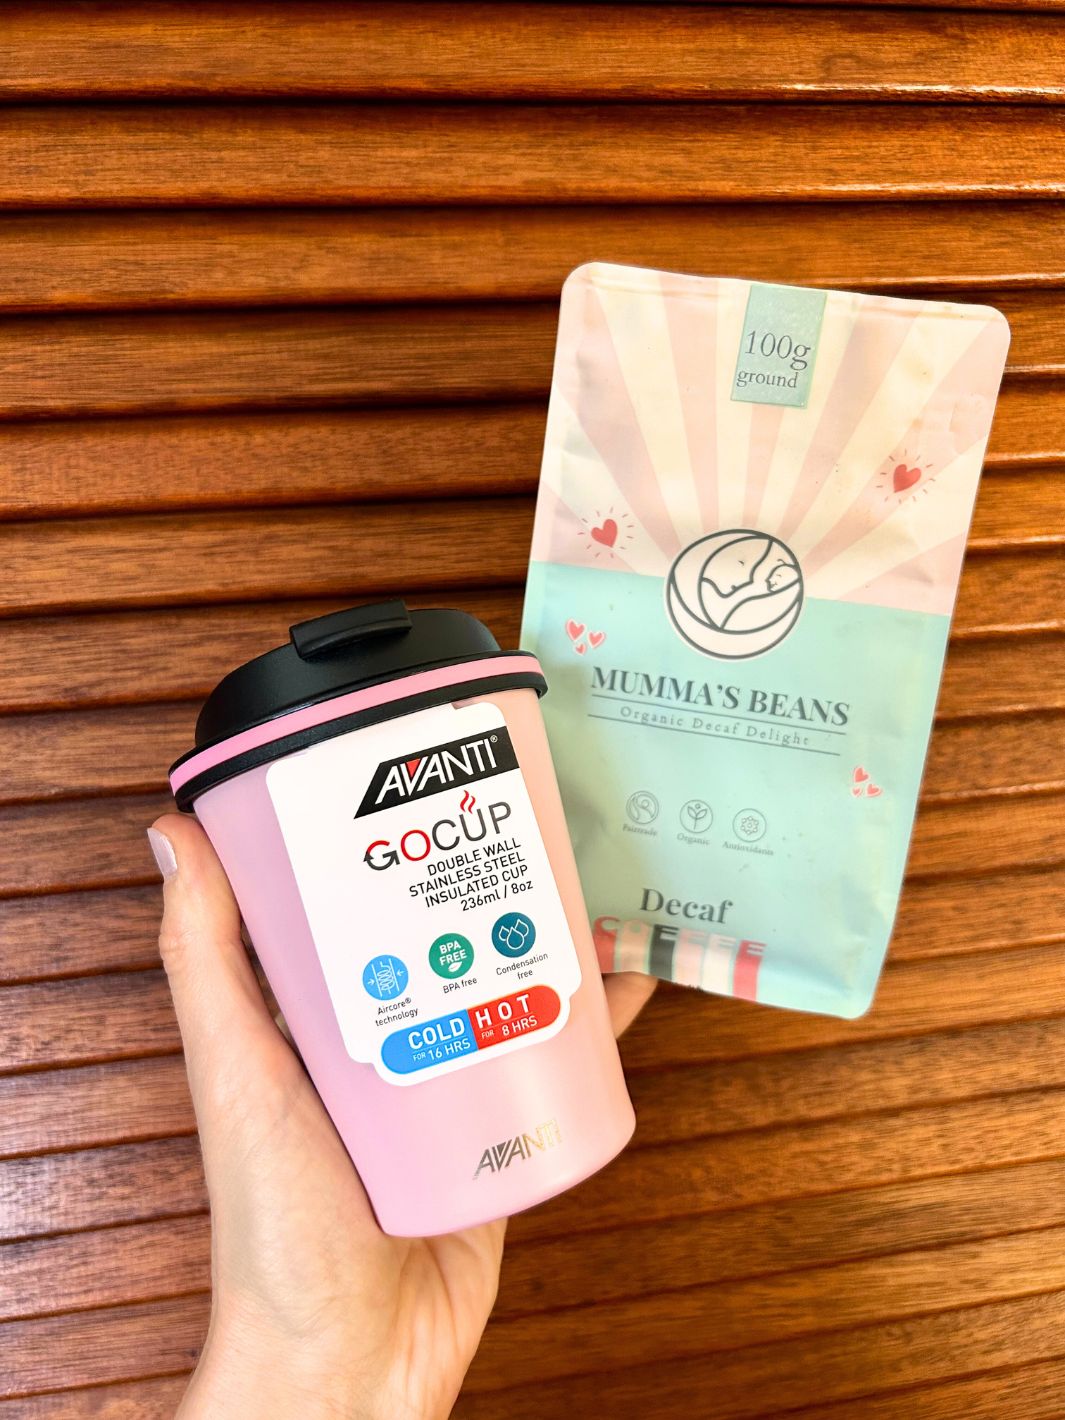 100g
ground
MUMMA'S BEANS
Organic Decaf Delight
Fairtrade
Organic
Antioxidants
Decaf
COFFEE
AVANTI®
GOCUP
DOUBLE WALL
STAINLESS STEEL
INSULATED CUP
236ml / 8oz
BPA
FREE
Aircore®
technology
BPA free
Condensation
free
COLD
FOR 16 HRS
HOT
FOR 8 HRS
AVANTI